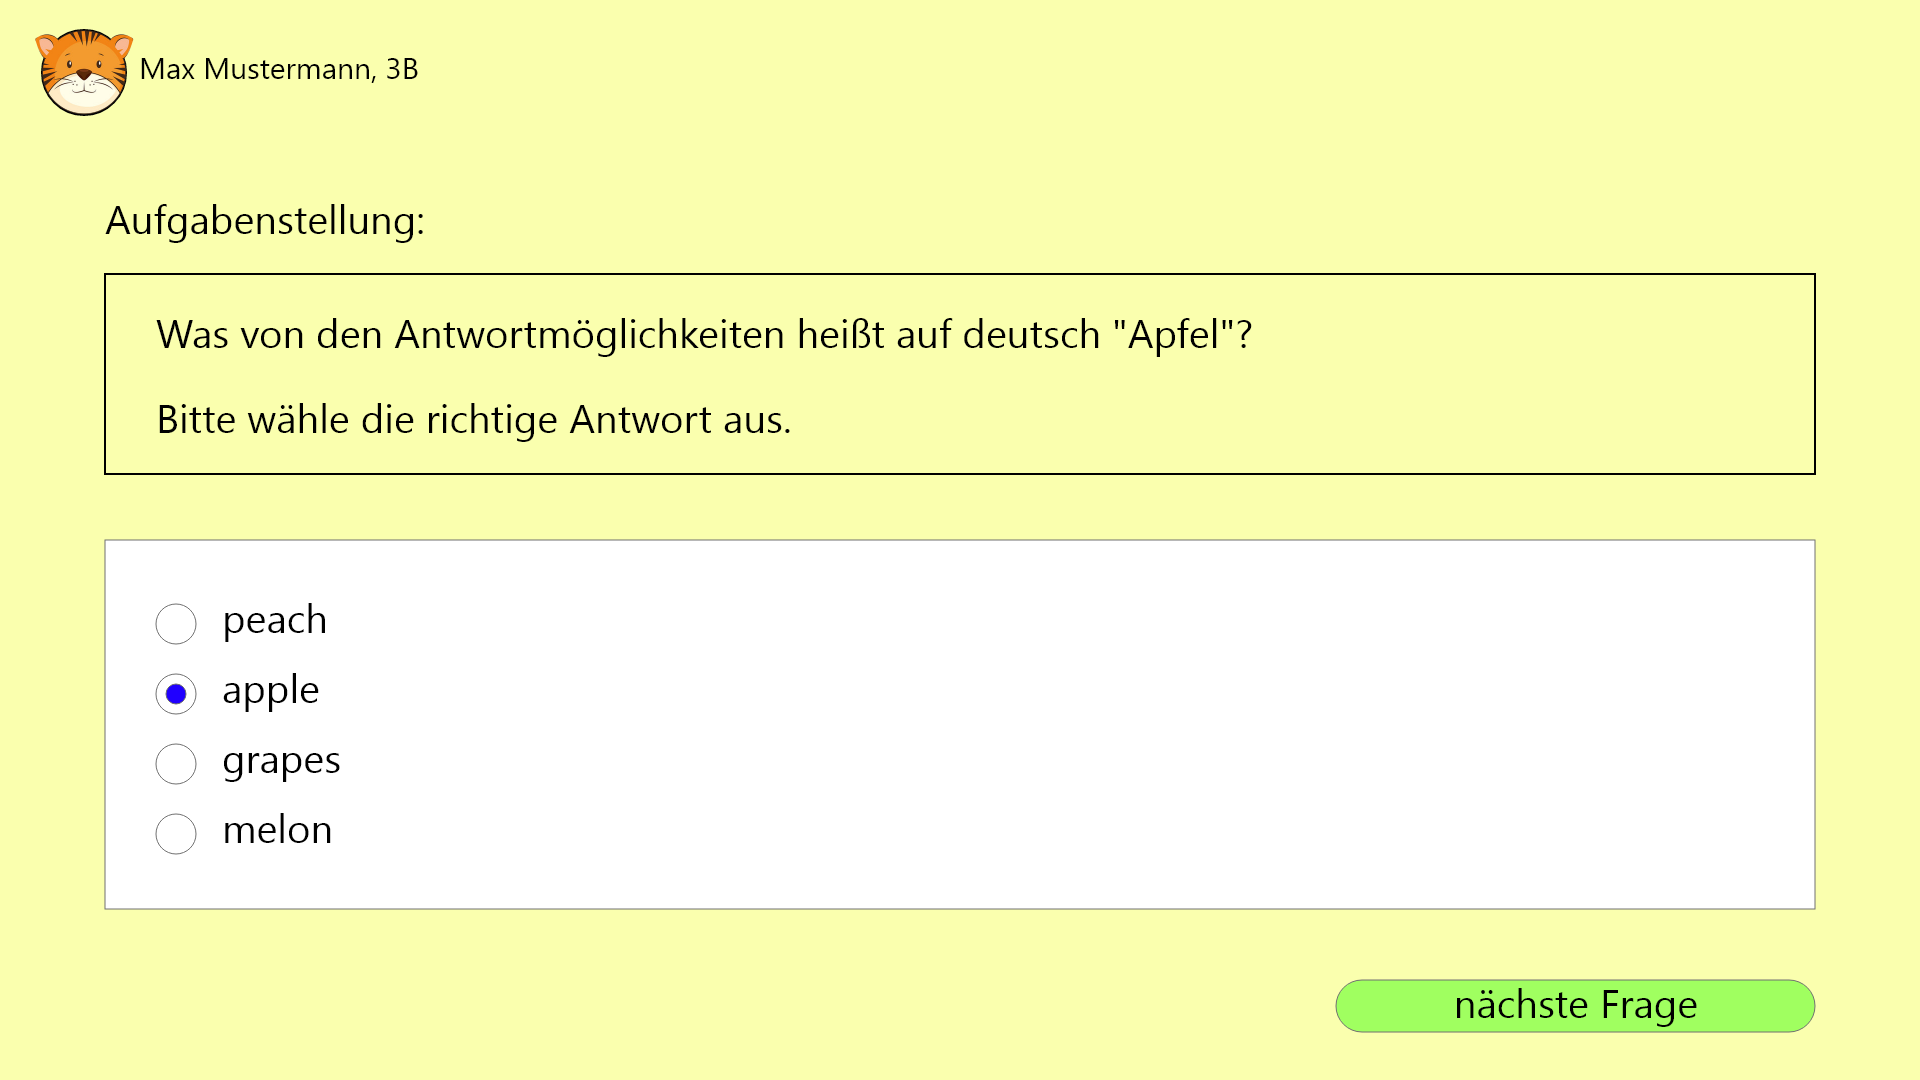 Max Mustermann, 3B
Aufgabenstellung:
Was von den Antwortmöglichkeiten heißt auf deutsch "Apfel"?
Bitte wähle die richtige Antwort aus.
peach
apple
grapes
melon
nächste Frage